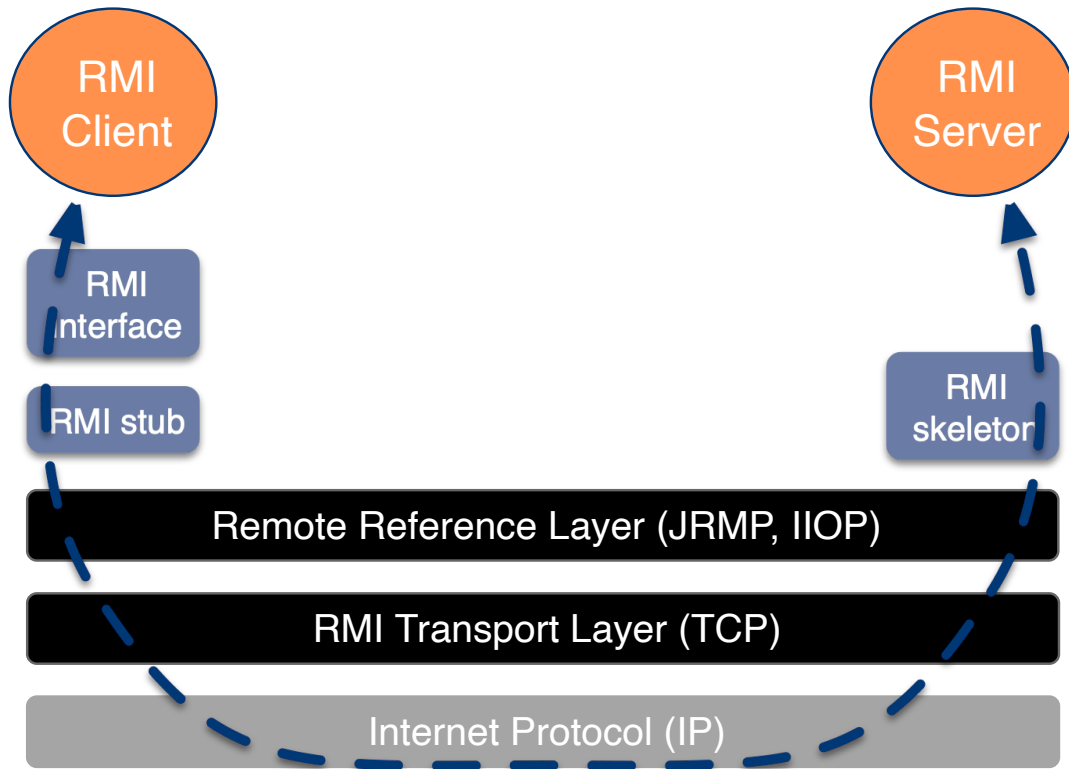 RMI
Client
RMI
Server
RMI
interface
RMI stub
RMI
skeleton
Remote Reference Layer (JRMP, IIOP)
RMI Transport Layer (TCP)
Internet Protocol (IP)